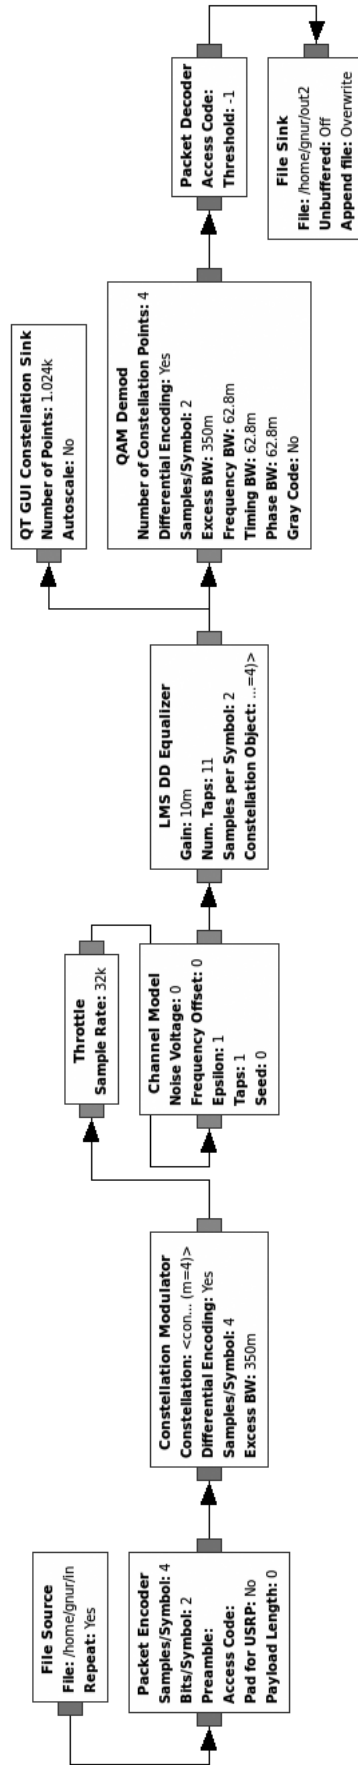 File Source
File: /home/gnur/in
Repeat: Yes
Packet Encoder
Samples/Symbol: 4
Bits/Symbol: 2
Preamble:
Access Code:
Pad for USRP: No
Payload Length: 0
Constellation Modulator
Constellation: <con... (m=4)>
Differential Encoding: Yes
Samples/Symbol: 4
Excess BW: 350m
Throttle
Sample Rate: 32k
Channel Model
Noise Voltage: 0
Frequency Offset: 0
Epsilon: 1
Taps: 1
Seed: 0
LMS DD Equalizer
Gain: 10m
Num. Taps: 11
Samples per Symbol: 2
Constellation Object: ...=4)>
QT GUI Constellation Sink
Number of Points: 1.024k
Autoscale: No
QAM Demod
Number of Constellation Points: 4
Differential Encoding: Yes
Samples/Symbol: 2
Excess BW: 350m
Frequency BW: 62.8m
Timing BW: 62.8m
Phase BW: 62.8m
Gray Code: No
Packet Decoder
Access Code:
Threshold: -1
File Sink
File: /home/gnur/out2
Unbuffered: Off
Append file: Overwrite